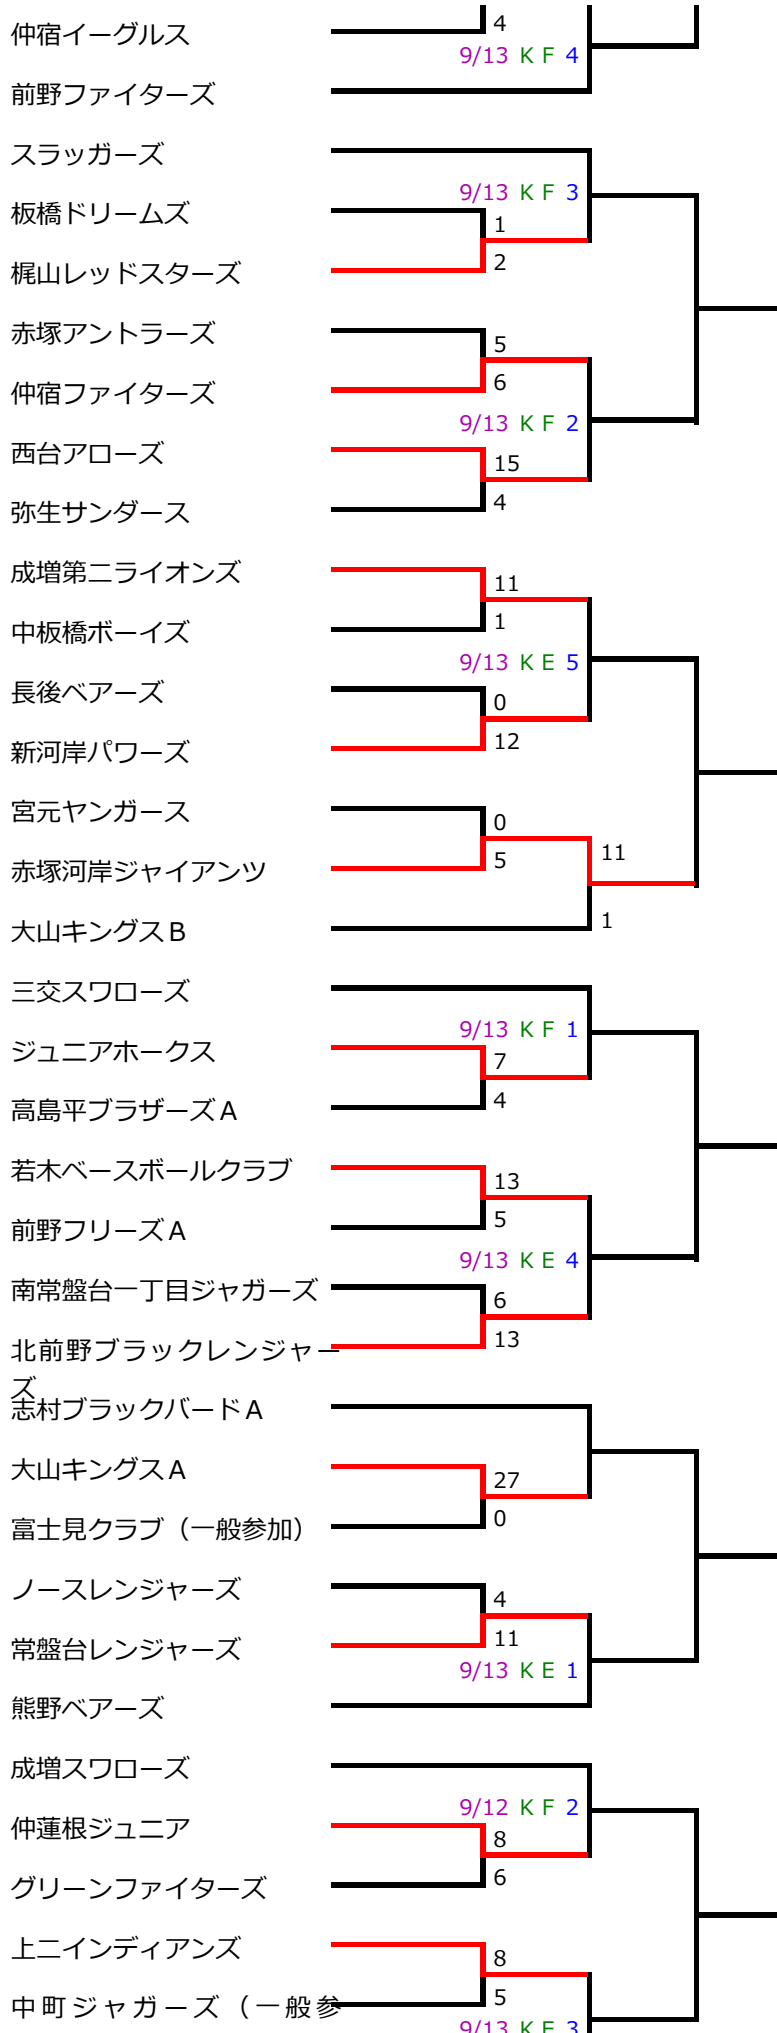 仲宿イーグルス
4
9/13 K F 4
前野ファイターズ
スラッガーズ
9/13 K F 3
板橋ドリームズ
1
梶山レッドスターズ
2
赤塚アントラーズ
5
仲宿ファイターズ
6
9/13 K F 2
西台アローズ
15
弥生サンダース
4
成増第二ライオンズ
11
中板橋ボーイズ
1
9/13 K E 5
長後ベアーズ
0
新河岸パワーズ
12
宮元ヤンガース
0
赤塚河岸ジャイアンツ
5
11
大山キングスB
1
三交スワローズ
9/13 K F 1
ジュニアホークス
7
高島平ブラザーズA
4
若木ベースボールクラブ
13
前野フリーズA
5
9/13 K E 4
南常盤台一丁目ジャガーズ
6
北前野ブラックレンジャー
ズ
13
志村ブラックバードA
大山キングスA
27
富士見クラブ（一般参加）
0
ノースレンジャーズ
4
常盤台レンジャーズ
11
9/13 K E 1
熊野ベアーズ
成増スワローズ
9/12 K F 2
仲蓮根ジュニア
8
グリーンファイターズ
6
上二インディアンズ
8
中町ジャガーズ（一般参
5
9/13 K E 3